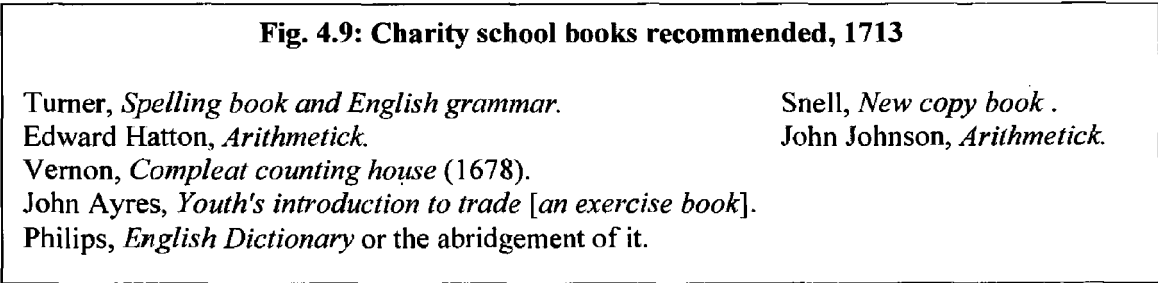 Fig. 4.9: Charity school books recommended, 1713
Turner, Spelling book and English grammar. Snell, New copy book .
Edward Hatton, Arithmetick. John Johnson, Arithmetick.
Vernon, Compleat counting house (1678).
John Ayres, Youth's introduction to trade [an exercise book].
Philips, English Dictionary or the abridgement of it.